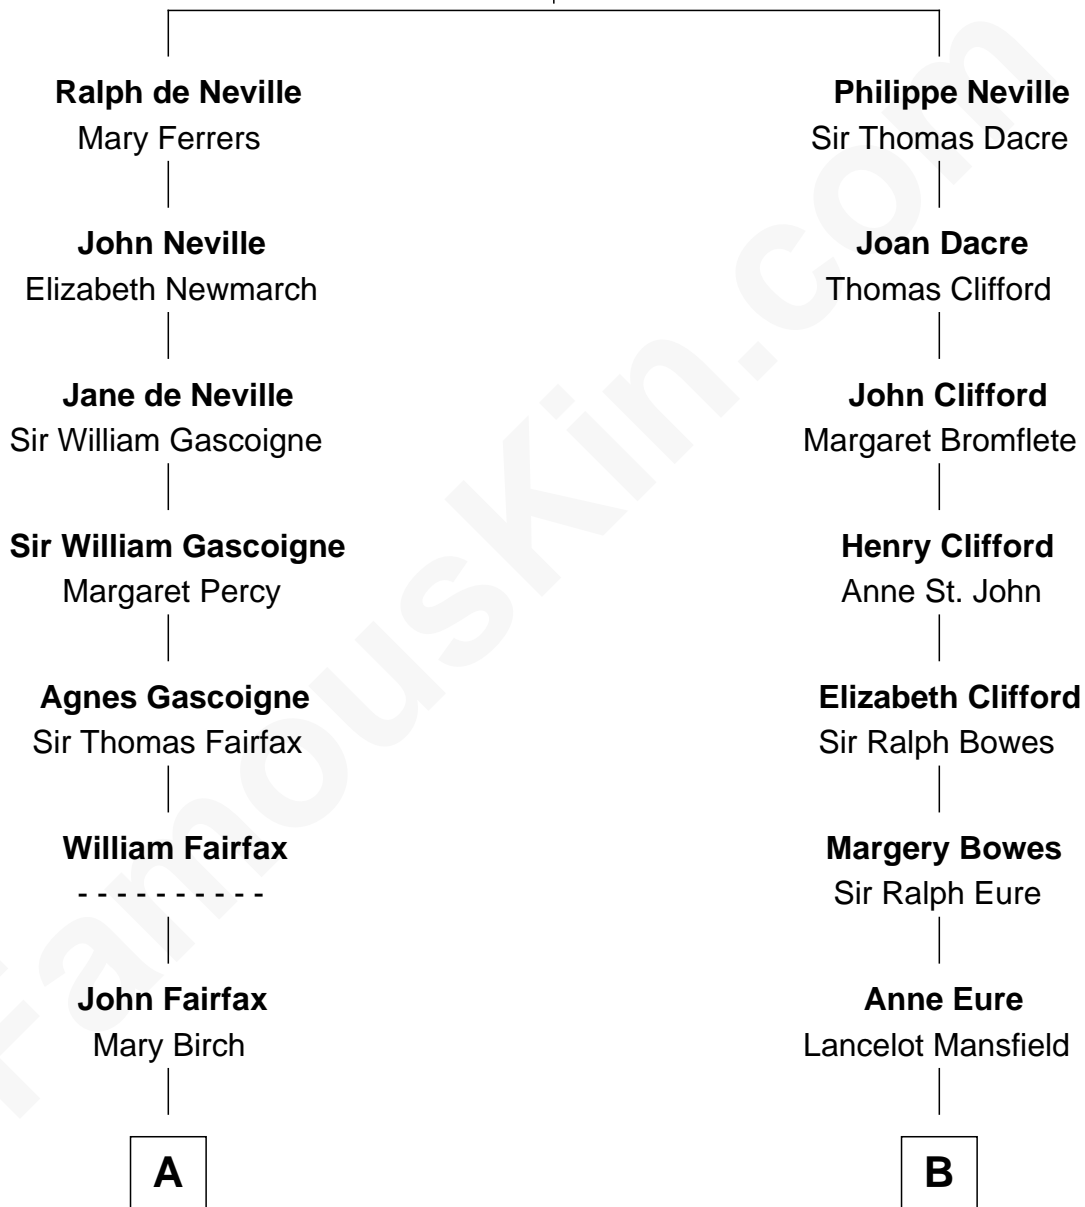 Ralph de Neville
Mary Ferrers
John Neville
Elizabeth Newmarch
Jane de Neville
Sir William Gascoigne
Sir William Gascoigne
Margaret Percy
Agnes Gascoigne
Sir Thomas Fairfax
William Fairfax
- - - - - - - - - -
John Fairfax
Mary Birch
A
Philippe Neville
Sir Thomas Dacre
Joan Dacre
Thomas Clifford
John Clifford
Margaret Bromflete
Henry Clifford
Anne St. John
Elizabeth Clifford
Sir Ralph Bowes
Margery Bowes
Sir Ralph Eure
Anne Eure
Lancelot Mansfield
B
FamousKin.com